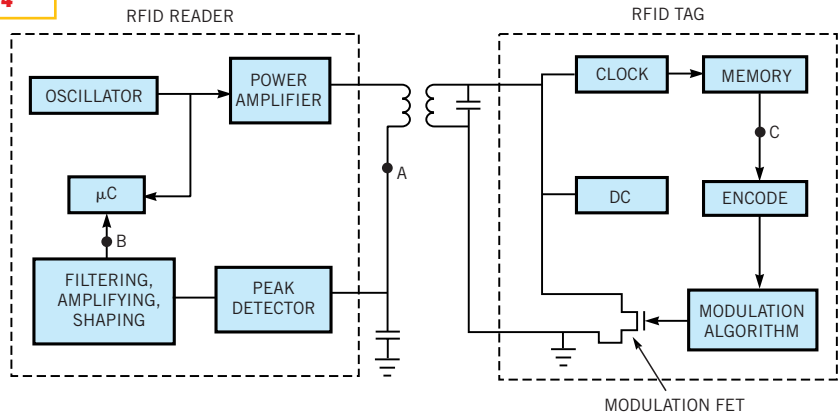 4
RFID READER
RFID TAG
OSCILLATOR
POWER
AMPLIFIER
CLOCK
MEMORY
A
C
µC
DC
ENCODE
B
FILTERING,
AMPLIFYING,
SHAPING
PEAK
DETECTOR
MODULATION
ALGORITHM
MODULATION FET